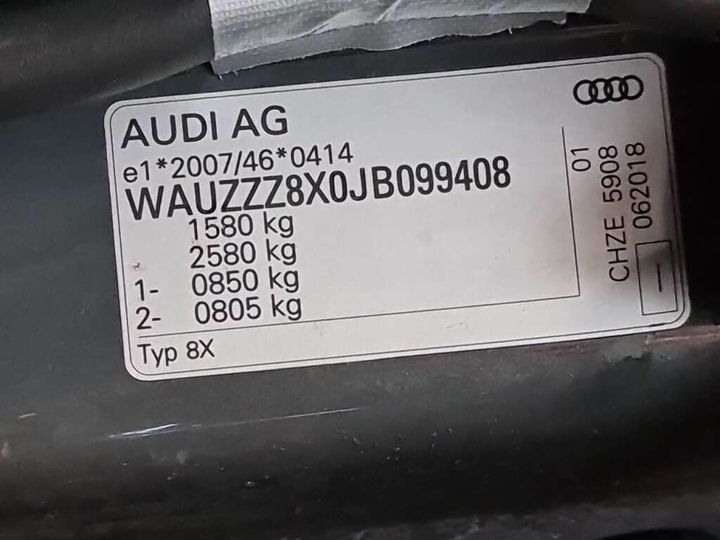 AUDI AG
e1*2007/46*0414
WAUZZZ8X0JB099408
1580 kg
2580 kg
1- 0850 kg
2- 0805 kg
Typ 8X
01
CHZE 5908
062018